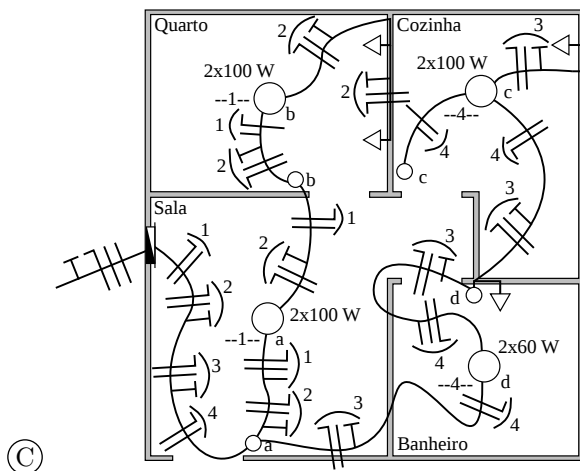 Quarto
2
Cozinha
3
2x100 W
2x100 W
--1--
b
2
c
--4--
1
4
4
2
b
c
3
Sala
1
1
3
2
2
d
2x100 W
--1--
a
2x60 W
1
4
--4--
d
3
2
3
4
4
a
Banheiro
C